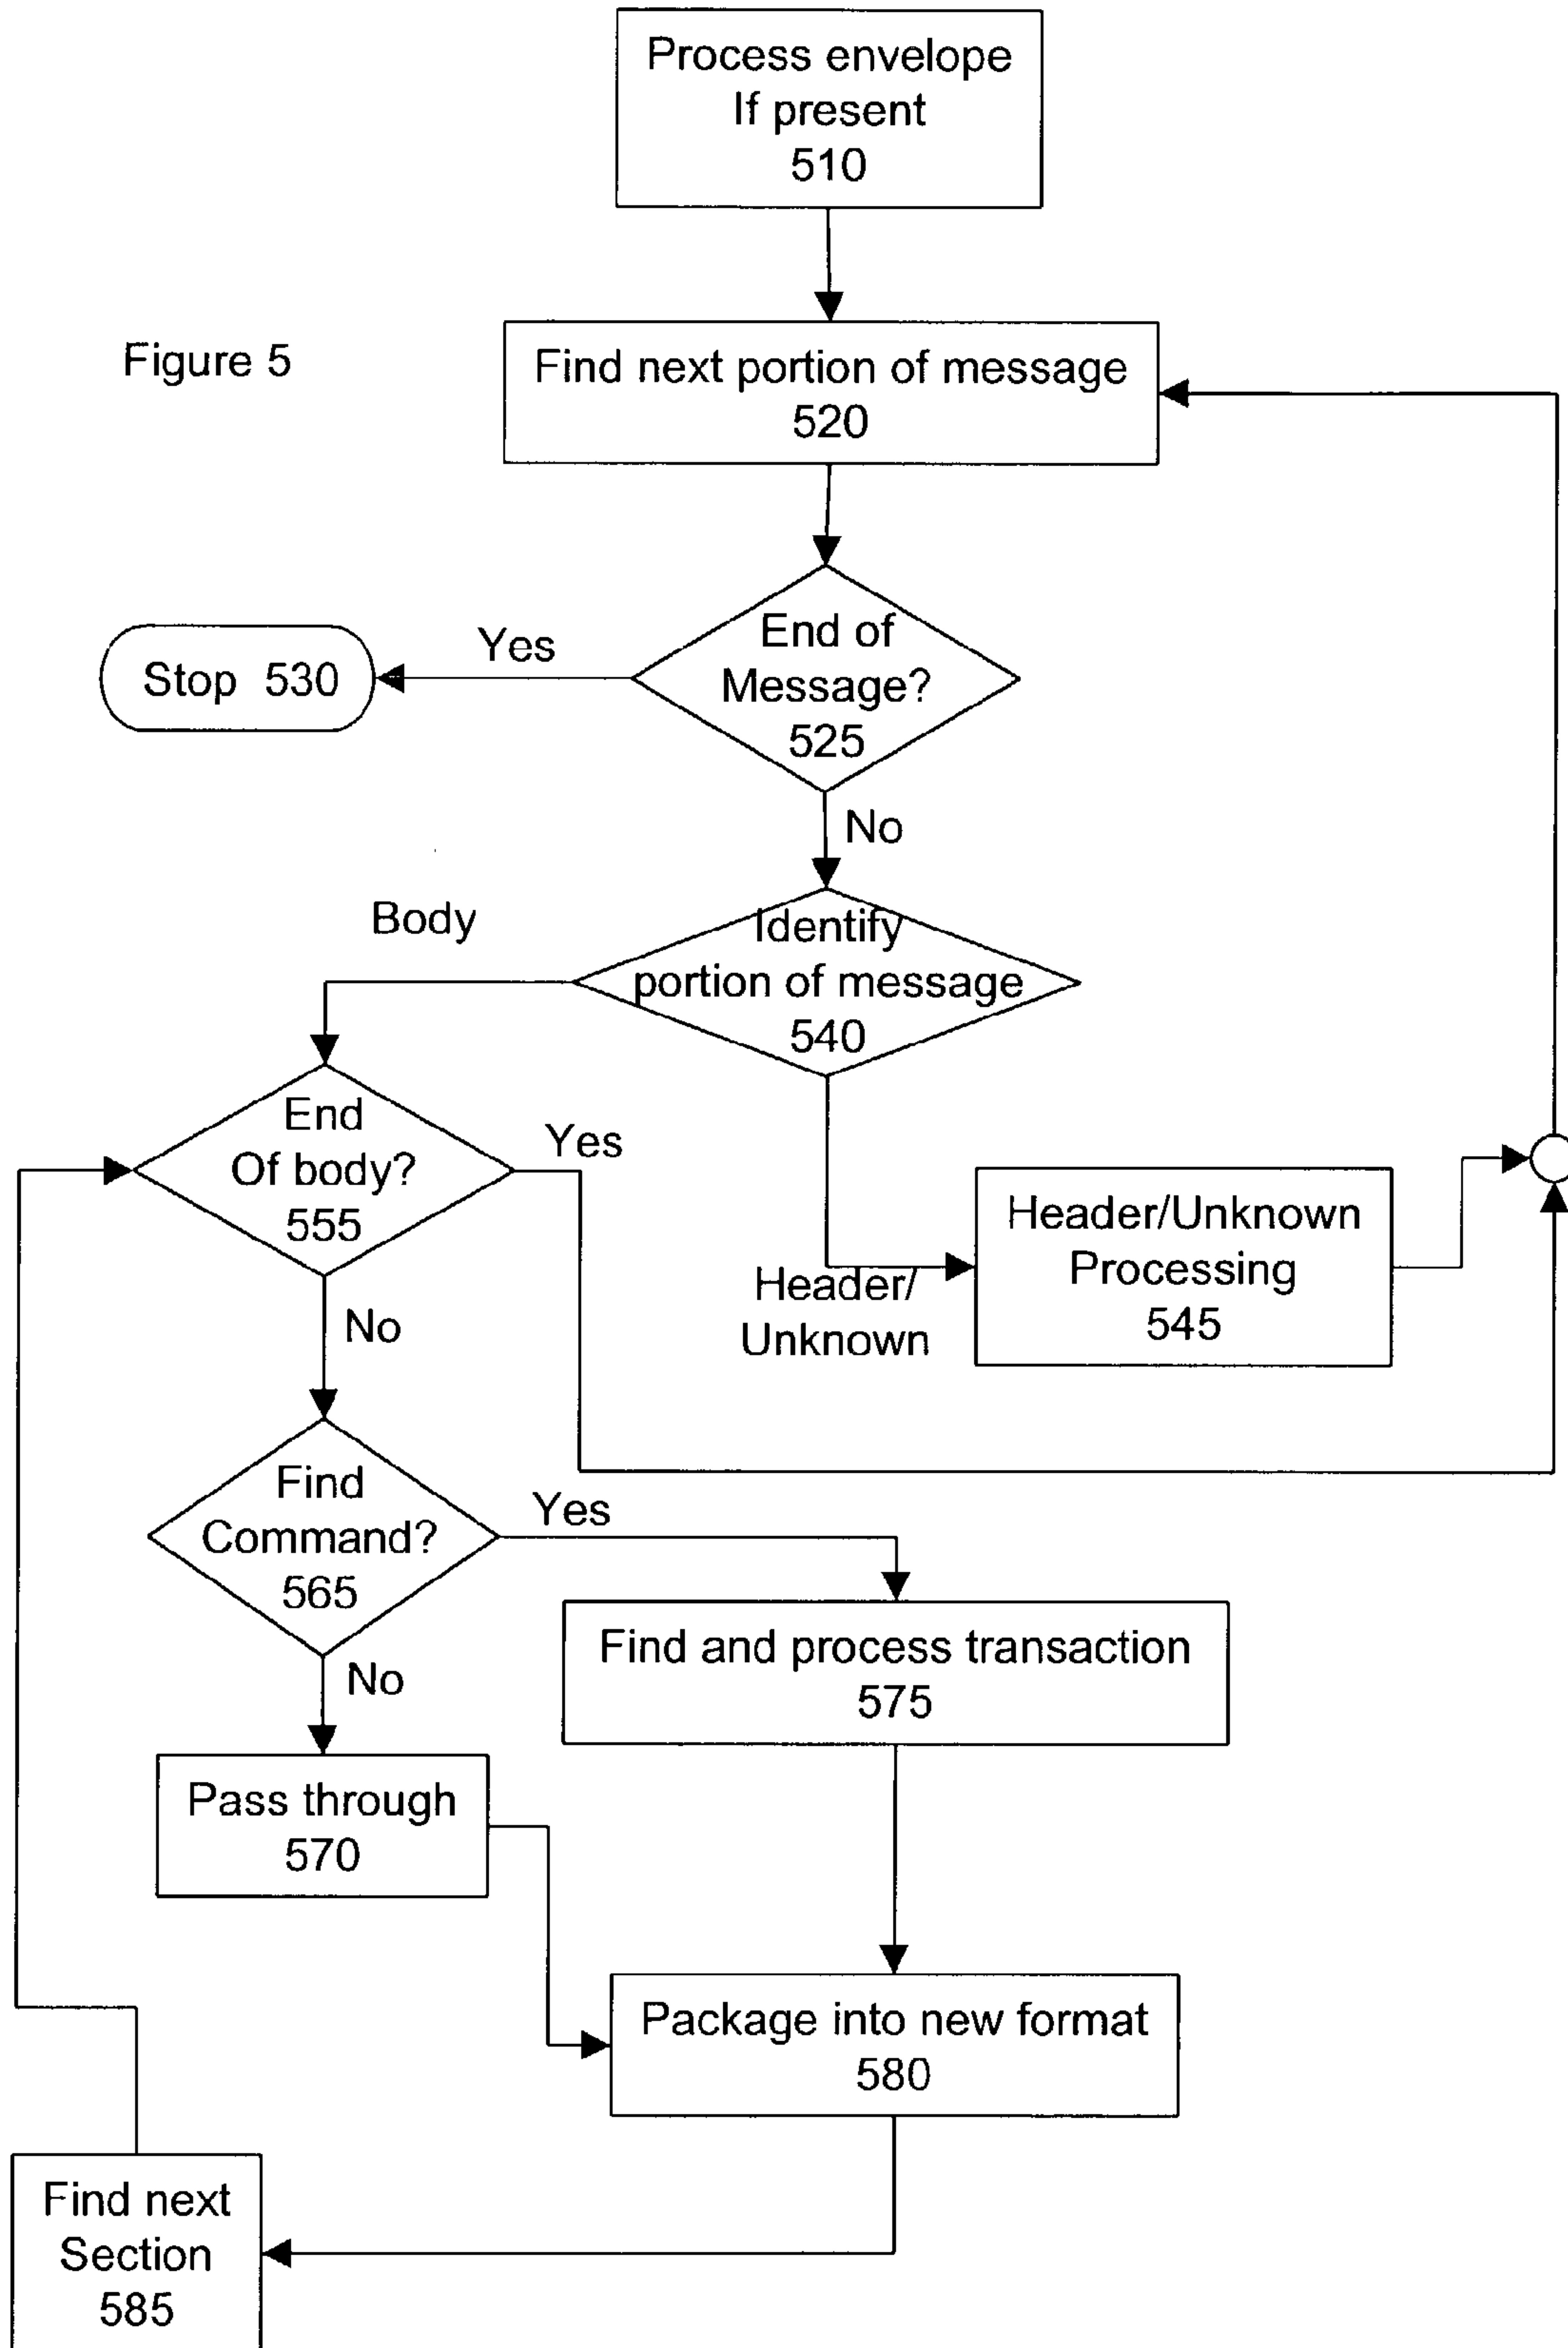 Process envelope
If present
510
Figure 5
Find next portion of message
520
End of
Message?
525
Yes
Stop 530
No
Identify
portion of message
540
Body
Header/
Unknown
Header/Unknown
Processing
545
End
Of body?
555
Yes
No
Find
Command?
565
Yes
No
Find and process transaction
575
Pass through
570
Package into new format
580
Find next
Section
585